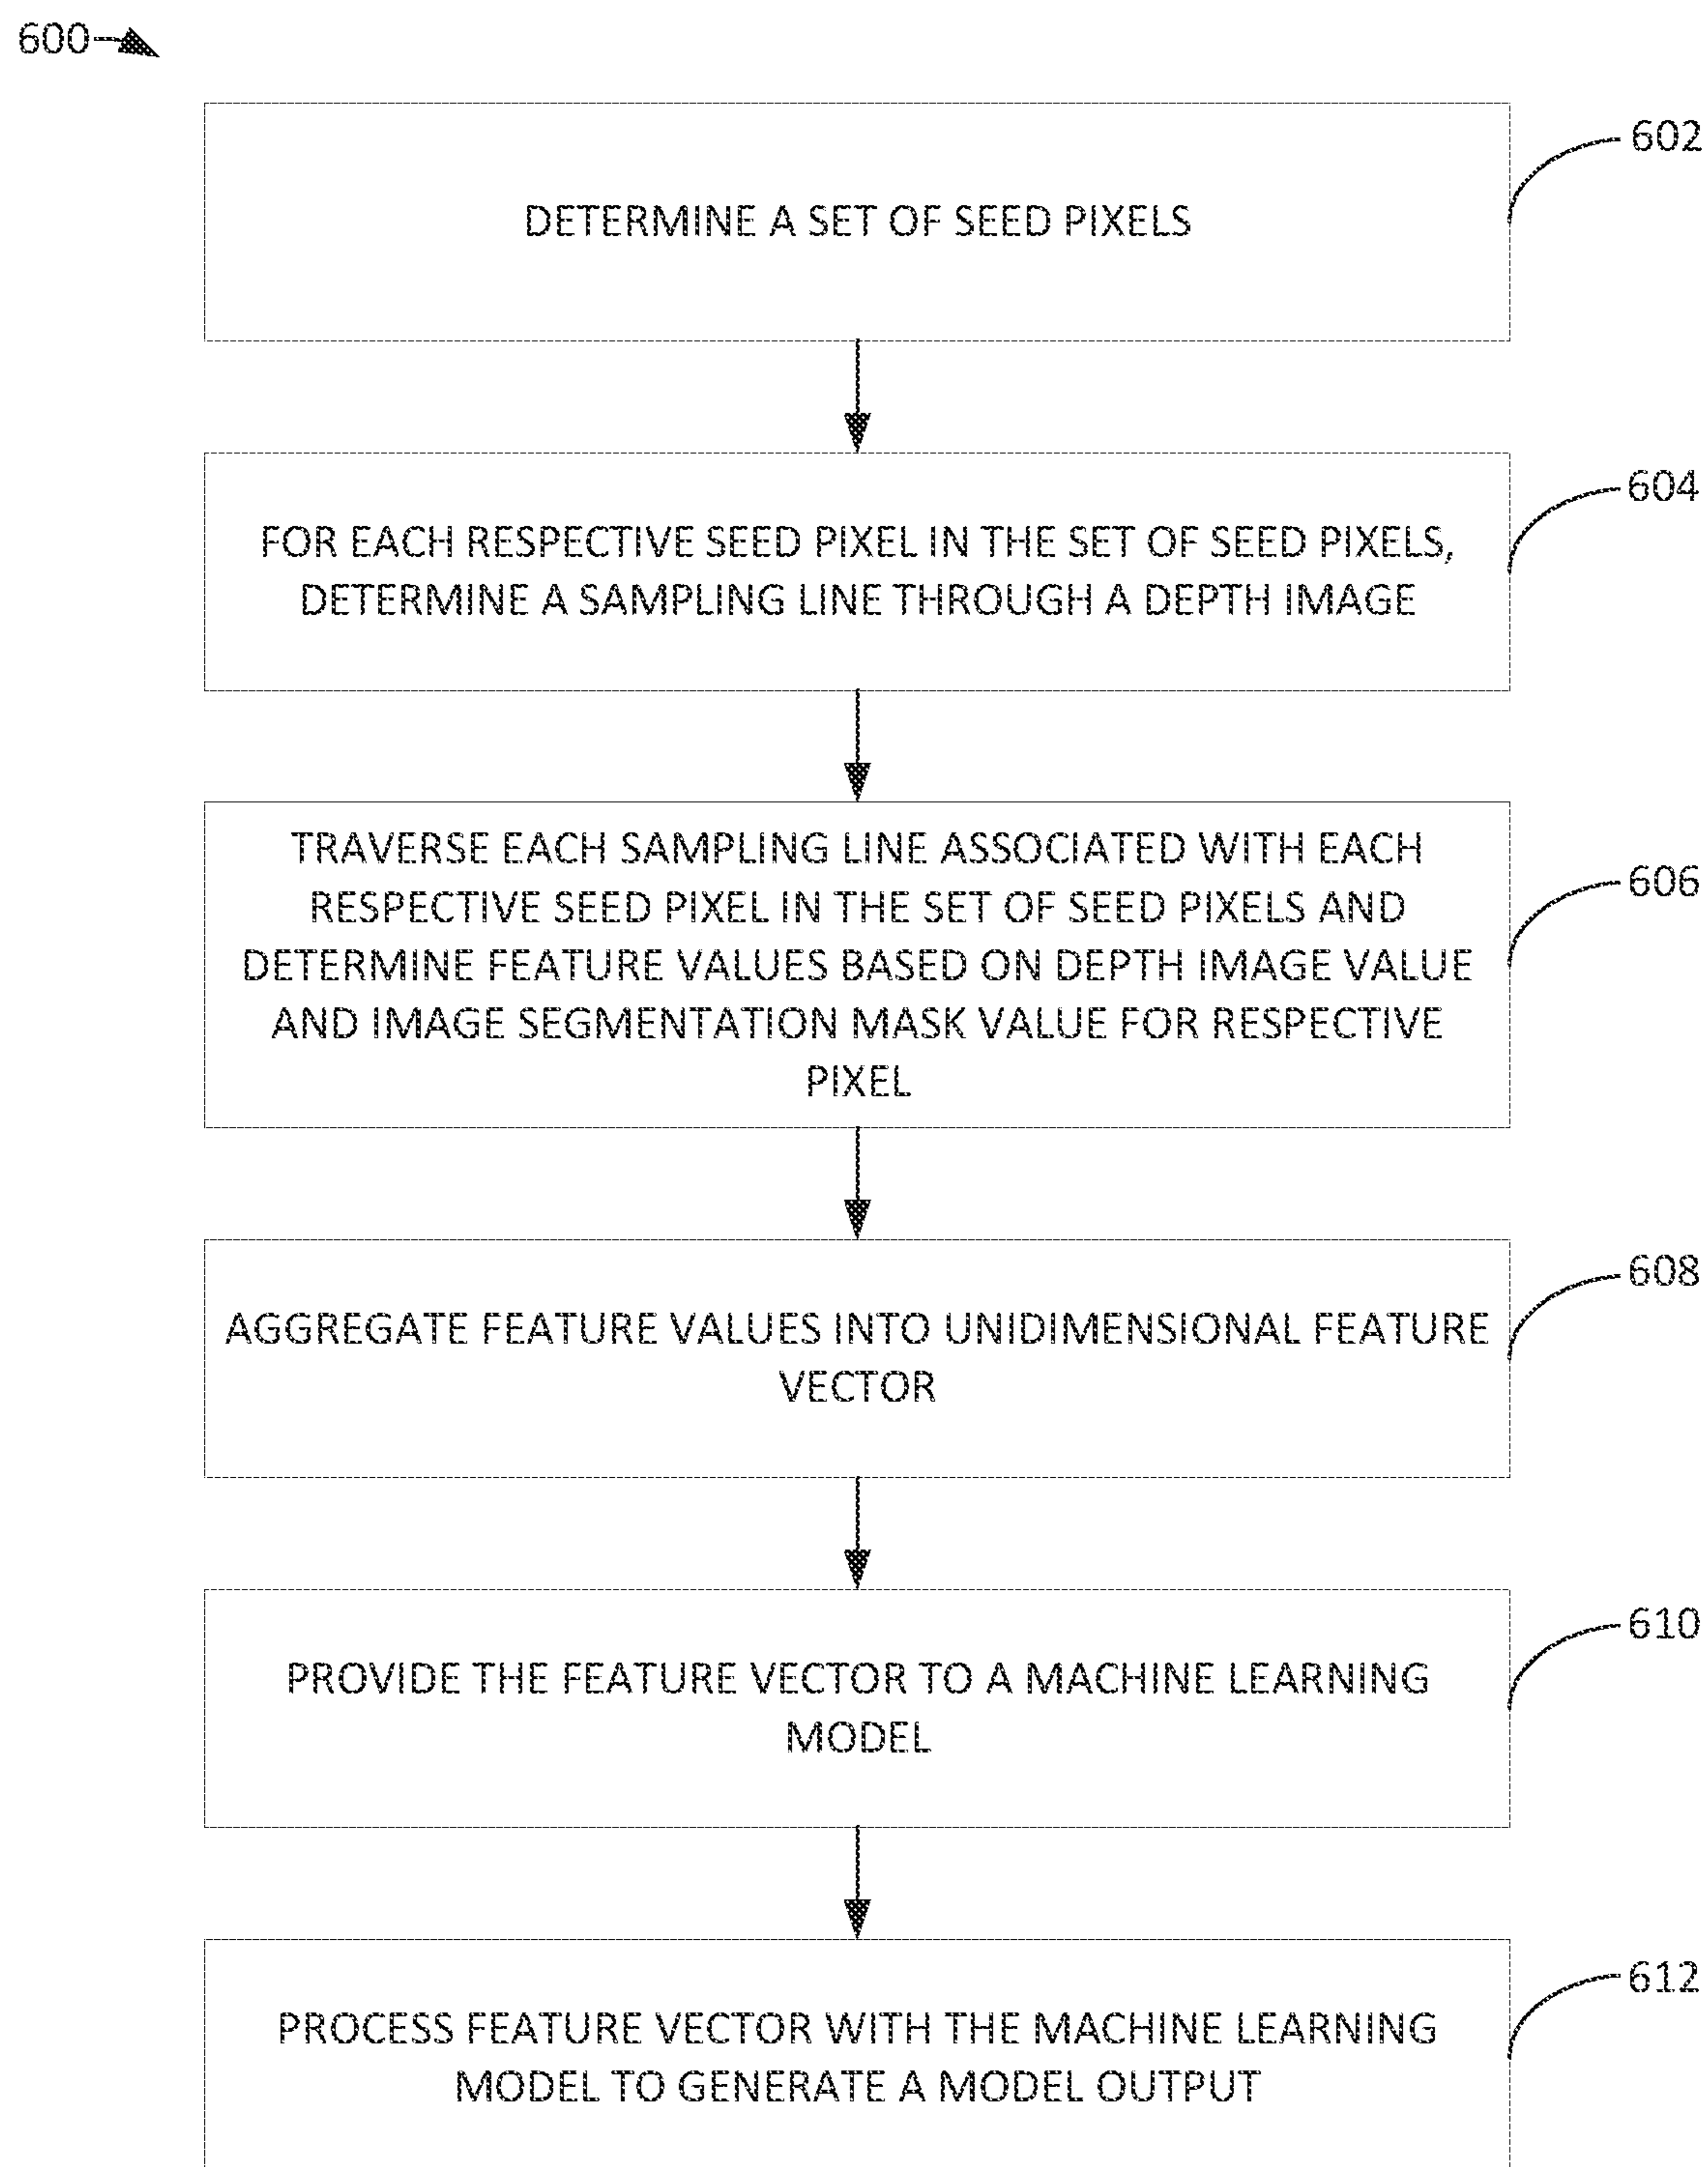 600
602
DETERMINE A SET OF SEED PIXELS
604
FOR EACH RESPECTIVE SEED PIXEL IN THE SET OF SEED PIXELS,
DETERMINE A SAMPLING LINE THROUGH A DEPTH IMAGE
TRAVERSE EACH SAMPLING LINE ASSOCIATED WITH EACH
RESPECTIVE SEED PIXEL IN THE SET OF SEED PIXELS AND
606
DETERMINE FEATURE VALUES BASED ON DEPTH IMAGE VALUE
AND IMAGE SEGMENTATION MASK VALUE FOR RESPECTIVE
PIXEL
608
AGGREGATE FEATURE VALUES INTO UNIDIMENSIONAL FEATURE
VECTOR
610
PROVIDE THE FEATURE VECTOR TO A MACHINE LEARNING
MODEL
612
PROCESS FEATURE VECTOR WITH THE MACHINE LEARNING
MODEL TO GENERATE A MODEL OUTPUT